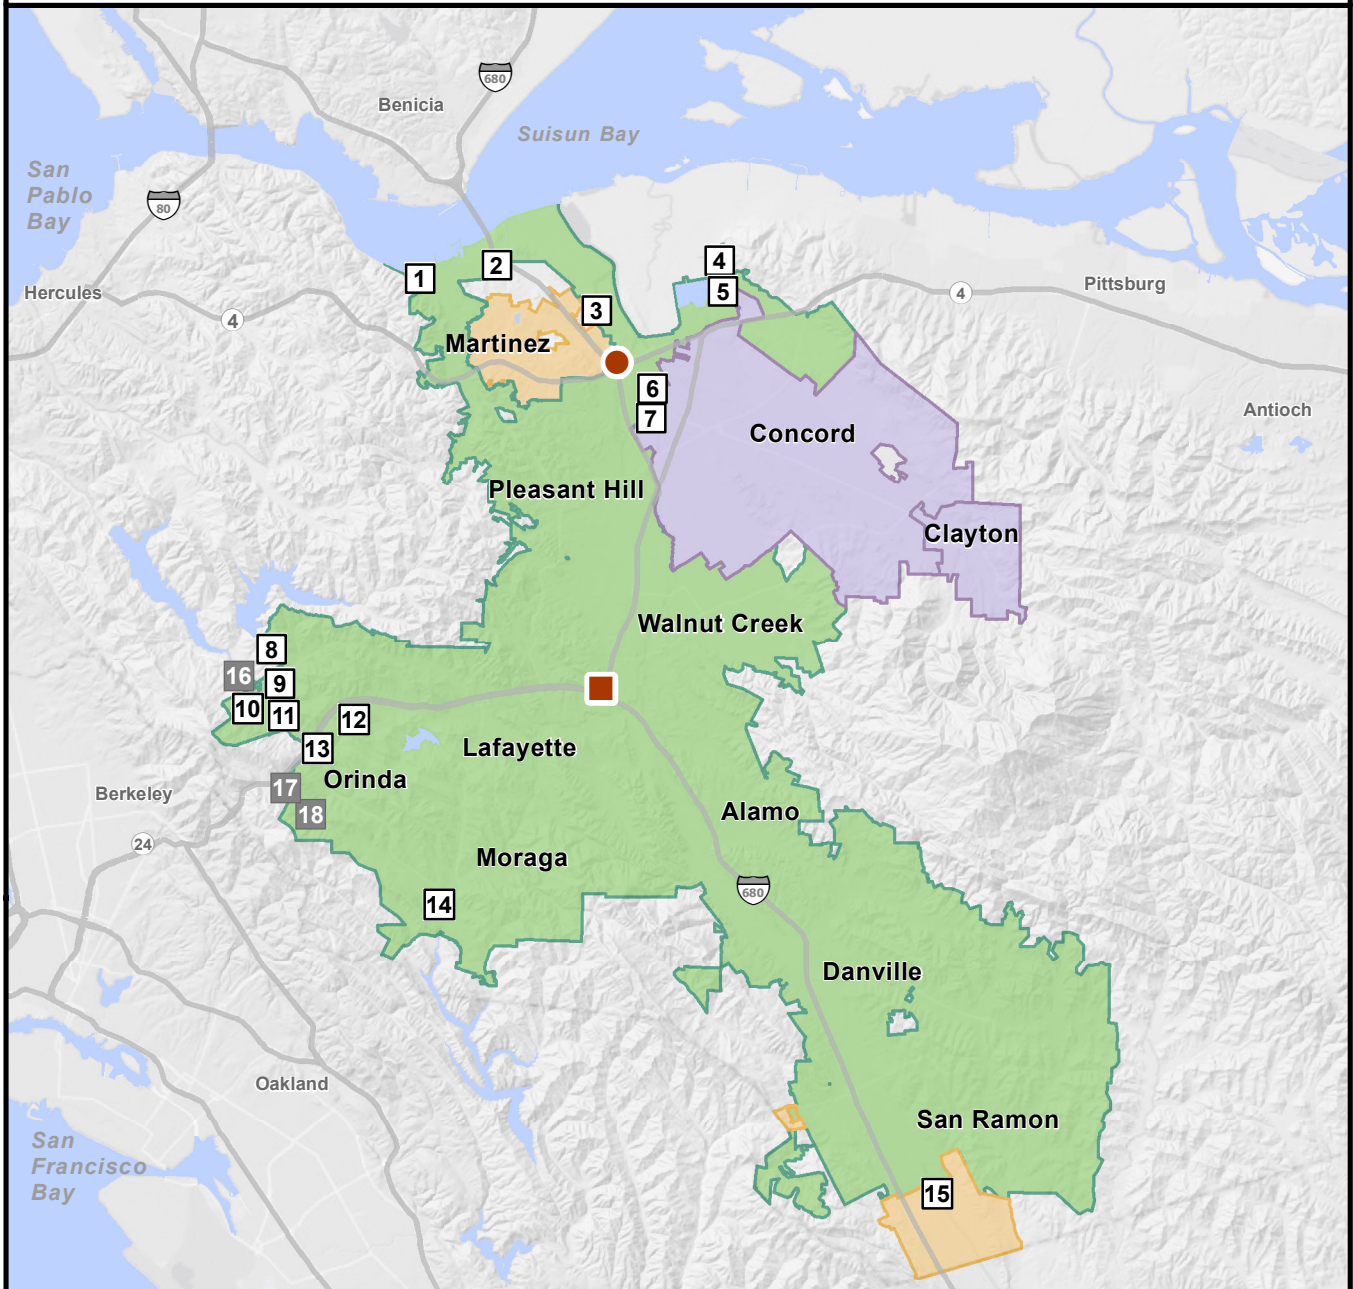 680
Benicia
Suisun Bay
San
Pablo
Bay
80
1
2
3
4
5
Hercules
4
4
Pittsburg
Martinez
6
7
Antioch
Concord
Pleasant Hill
Clayton
Walnut Creek
8
16
9
10
11
12
13
Lafayette
Orinda
17
18
Berkeley
24
Alamo
Moraga
680
14
Danville
Oakland
San Ramon
San
Francisco
Bay
15